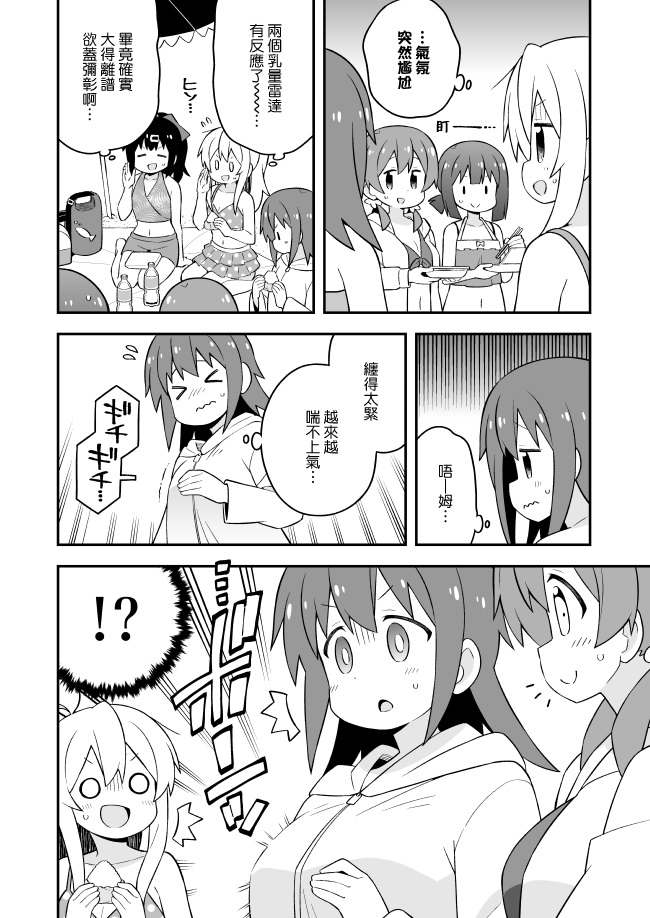 …氣氛
突然尷尬
盯——
兩個乳量雷達
有反應了～～～…
ヒソ…
畢竟確實
大得離譜
欲蓋彌彰啊…
唔—姆…
纏得太緊
越來越
喘不上氣…
ギチ
ギチ…
!?
ボニンッ